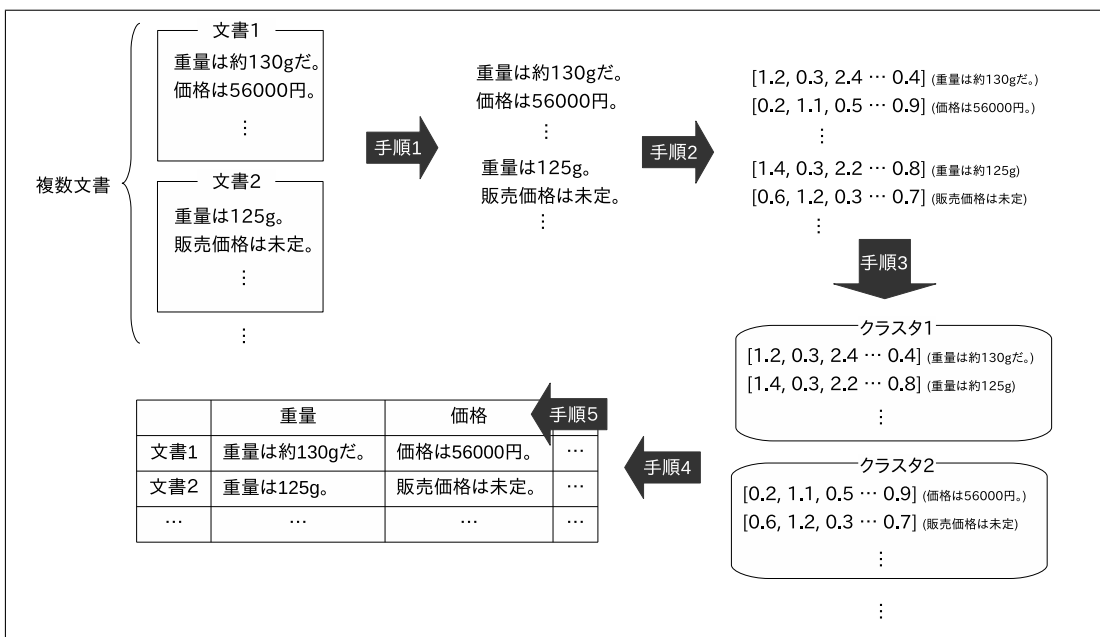 複数文書
文書1
重量は約130gだ。
価格は56000円。
⋮
文書2
重量は125g。
販売価格は未定。
⋮
⋮
手順1
重量は約130gだ。
価格は56000円。
⋮
重量は125g。
販売価格は未定。
⋮
手順2
[1.2, 0.3, 2.4 ⋯ 0.4] (重量は約130gだ。)
[0.2, 1.1, 0.5 ⋯ 0.9] (価格は56000円。)
⋮
[1.4, 0.3, 2.2 ⋯ 0.8] (重量は約125g)
[0.6, 1.2, 0.3 ⋯ 0.7] (販売価格は未定)
⋮
手順3
クラスタ1
[1.2, 0.3, 2.4 ⋯ 0.4] (重量は約130gだ。)
[1.4, 0.3, 2.2 ⋯ 0.8] (重量は約125g)
⋮
クラスタ2
[0.2, 1.1, 0.5 ⋯ 0.9] (価格は56000円。)
[0.6, 1.2, 0.3 ⋯ 0.7] (販売価格は未定)
⋮
⋮
手順4
手順5
重量 価格
文書1 重量は約130gだ。 価格は56000円。 ⋯
文書2 重量は125g。 販売価格は未定。 ⋯
⋯ ⋯ ⋯ ⋯